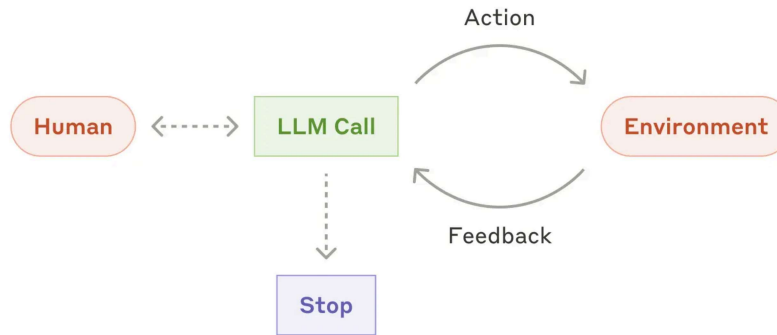 Action
Human
LLM Call
Environment
Feedback
Stop